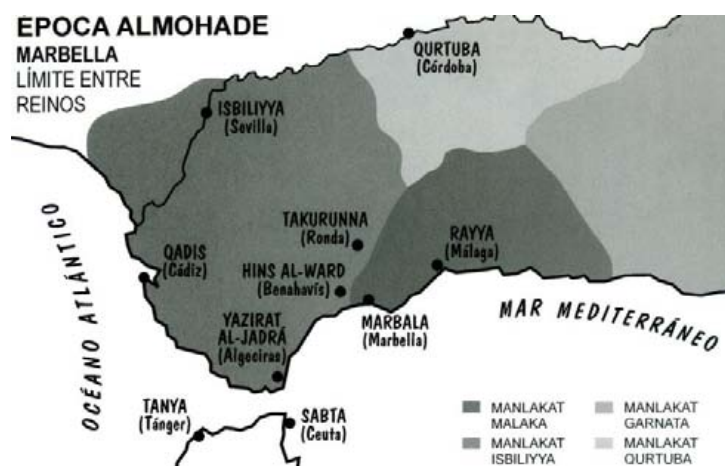 ÉPOCA ALMOHADE
MARBELLA
LÍMITE ENTRE
REINOS
QURTUBA
(Córdoba)
ISBILIYYA
(Sevilla)
TAKURUNNA
(Ronda)
RAYYA
(Málaga)
QADIS
(Cádiz)
HINS AL-WARD
(Benahavís)
MARBALA
(Marbella)
YAZIRAT
AL-JADRÁ
(Algeciras)
OCÉANO ATLÁNTICO
MAR MEDITERRÁNEO
TANYA
(Tánger)
SABTA
(Ceuta)
MANLAKAT
MALAKA
MANLAKAT
GARNATA
MANLAKAT
ISBILIYYA
MANLAKAT
QURTUBA